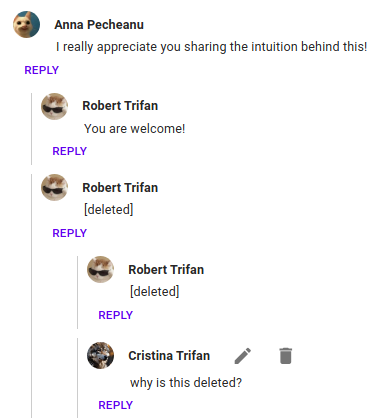 Anna Pecheanu
I really appreciate you sharing the intuition behind this!
REPLY
Robert Trifan
You are welcome!
REPLY
Robert Trifan
[deleted]
REPLY
Robert Trifan
[deleted]
REPLY
Cristina Trifan
why is this deleted?
REPLY